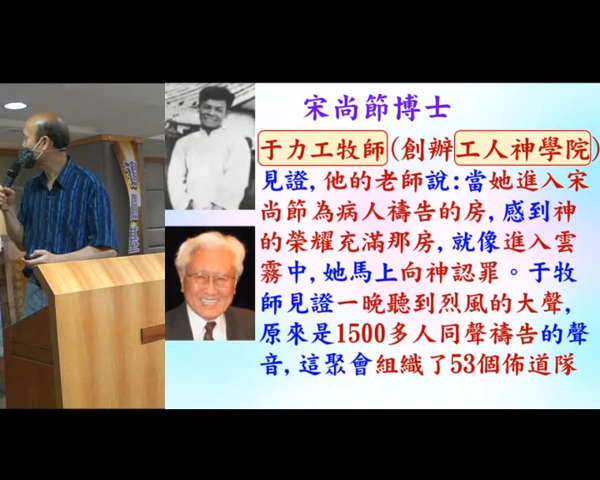 宋尚節博士
于力工牧師(創辦工人神學院)
見證,他的老師說:當她進入宋
尚節為病人禱告的房,感到神
的榮耀充滿那房,就像進入雲
霧中,她馬上向神認罪。于牧
師見證一晚聽到烈風的大聲,
原來是1500多人同聲禱告的聲
音,這聚會組織了53個佈道隊